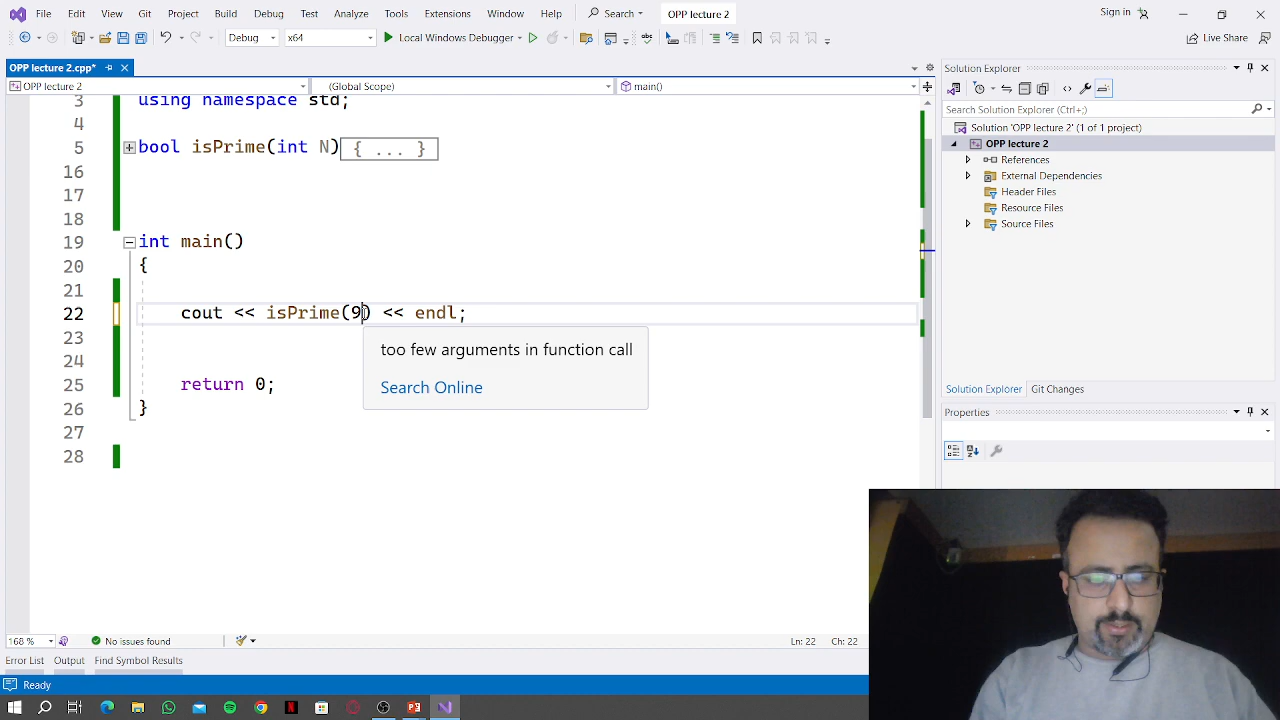 File Edit View Git Project Build Debug Test Analyze Tools Extensions Window Help Search OPP lecture 2 Sign in
Debug x64 Local Windows Debugger Live Share
OPP lecture 2.cpp*
OPP lecture 2 (Global Scope) main()
3 using namespace std;
4
5 bool isPrime(int N) { ... }
16
17
18
19 int main()
20 {
21
22 cout << isPrime(9) << endl;
23
24
25 return 0;
26 }
27
28
too few arguments in function call
Search Online
168 % No issues found Ln: 22 Ch: 22
Error List Output Find Symbol Results
Ready
Solution Explorer
Search Solution Explorer (Ctrl+;)
Solution 'OPP lecture 2' (1 of 1 project)
OPP lecture 2
References
External Dependencies
Header Files
Resource Files
Source Files
Solution Explorer Git Changes
Properties